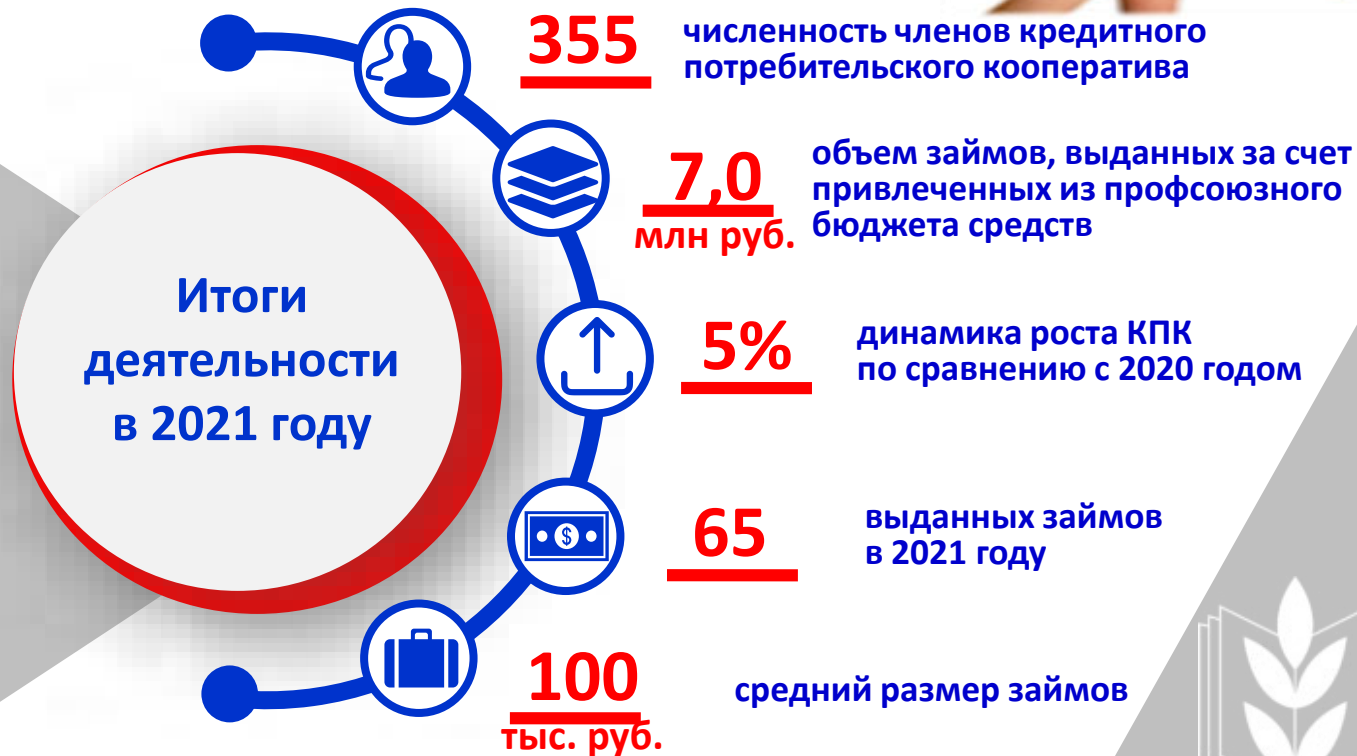 355
численность членов кредитного
потребительского кооператива
7,0
млн руб.
объем займов, выданных за счет
привлеченных из профсоюзного
бюджета средств
Итоги
деятельности
в 2021 году
5%
динамика роста КПК
по сравнению с 2020 годом
$
65
выданных займов
в 2021 году
100
тыс. руб.
средний размер займов